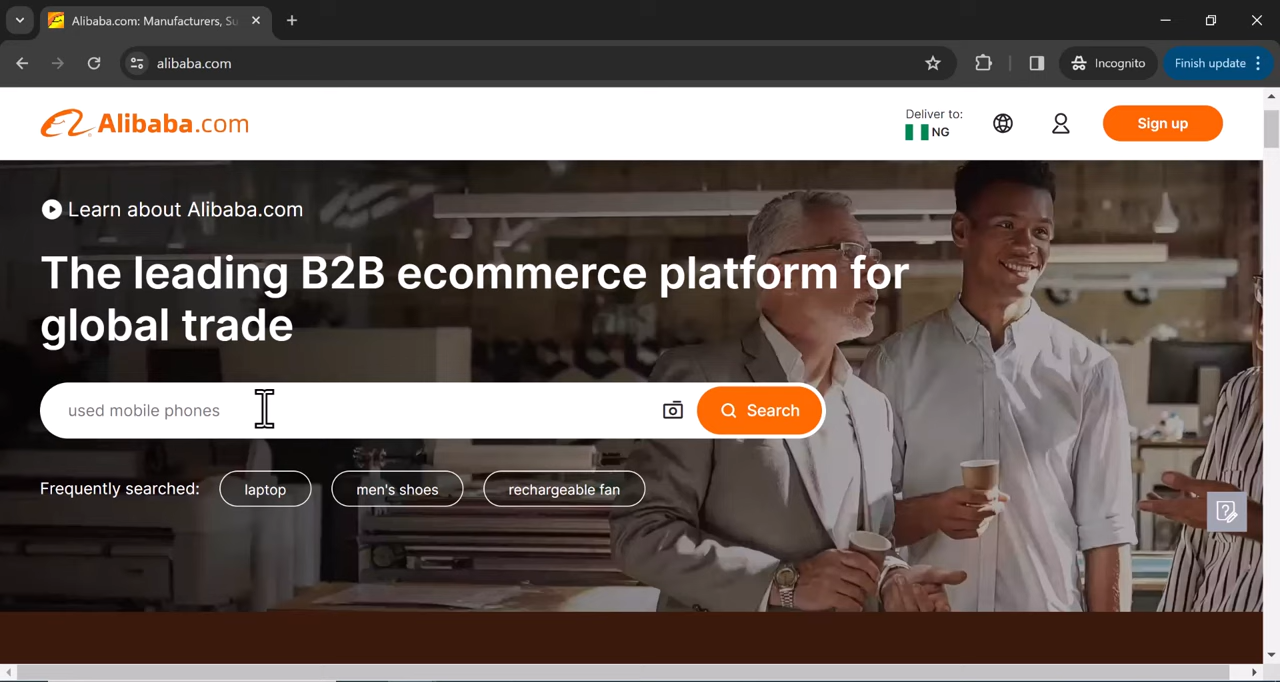 Alibaba.com: Manufacturers, Su
alibaba.com
Incognito
Finish update
Alibaba.com
Deliver to:
NG
Sign up
Learn about Alibaba.com
The leading B2B ecommerce platform for
global trade
used mobile phones
Search
Frequently searched:
laptop
men's shoes
rechargeable fan